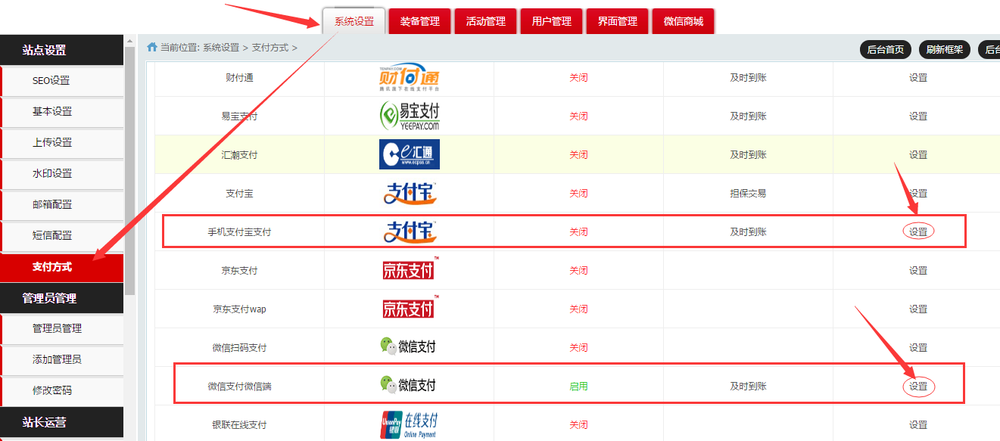 系统设置 装备管理 活动管理 用户管理 界面管理 微信商城
站点设置
SEO设置
基本设置
上传设置
水印设置
邮箱配置
短信配置
支付方式
管理员管理
管理员管理
添加管理员
修改密码
站长运营
当前位置: 系统设置 > 支付方式 >
后台首页 刷新框架 后台
财付通 TENPAY.COM 财付通 腾讯旗下在线支付平台 关闭 及时到账 设置
易宝支付 易宝支付 YEEPAY.COM 关闭 及时到账 设置
汇潮支付 e汇通 www.ecpss.cn 关闭 及时到账 设置
支付宝 支付宝 关闭 担保交易 设置
手机支付宝支付 支付宝 关闭 及时到账 设置
京东支付 京东支付™ 关闭 设置
京东支付wap 京东支付™ 关闭 设置
微信扫码支付 微信支付 关闭 设置
微信支付微信端 微信支付 启用 及时到账 设置
银联在线支付 UnionPay 银联 在线支付 Online Payment 关闭 设置